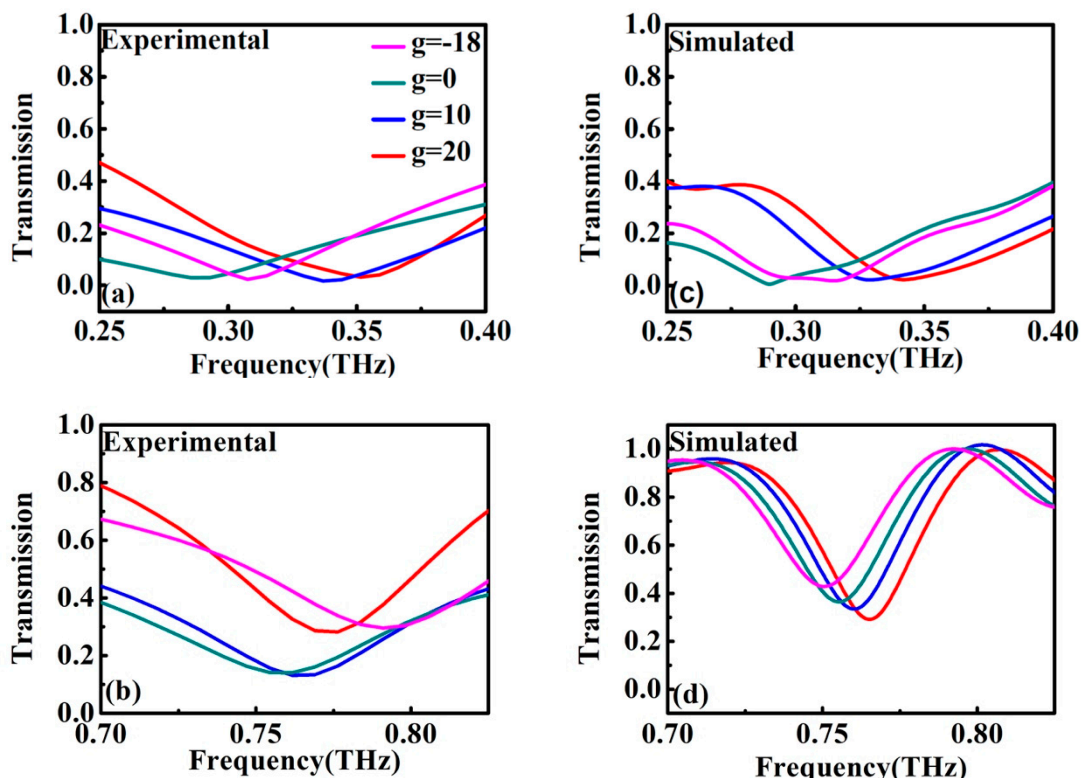 Experimental
g=-18
g=0
g=10
g=20
1.0
0.8
0.6
0.4
0.2
0.0
Transmission
(a)
0.25
0.30
0.35
0.40
Frequency(THz)
Simulated
1.0
0.8
0.6
0.4
0.2
0.0
Transmission
(c)
0.25
0.30
0.35
0.40
Frequency(THz)
Experimental
1.0
0.8
0.6
0.4
0.2
0.0
Transmission
(b)
0.70
0.75
0.80
Frequency(THz)
Simulated
1.0
0.8
0.6
0.4
0.2
0.0
Transmission
(d)
0.70
0.75
0.80
Frequency(THz)